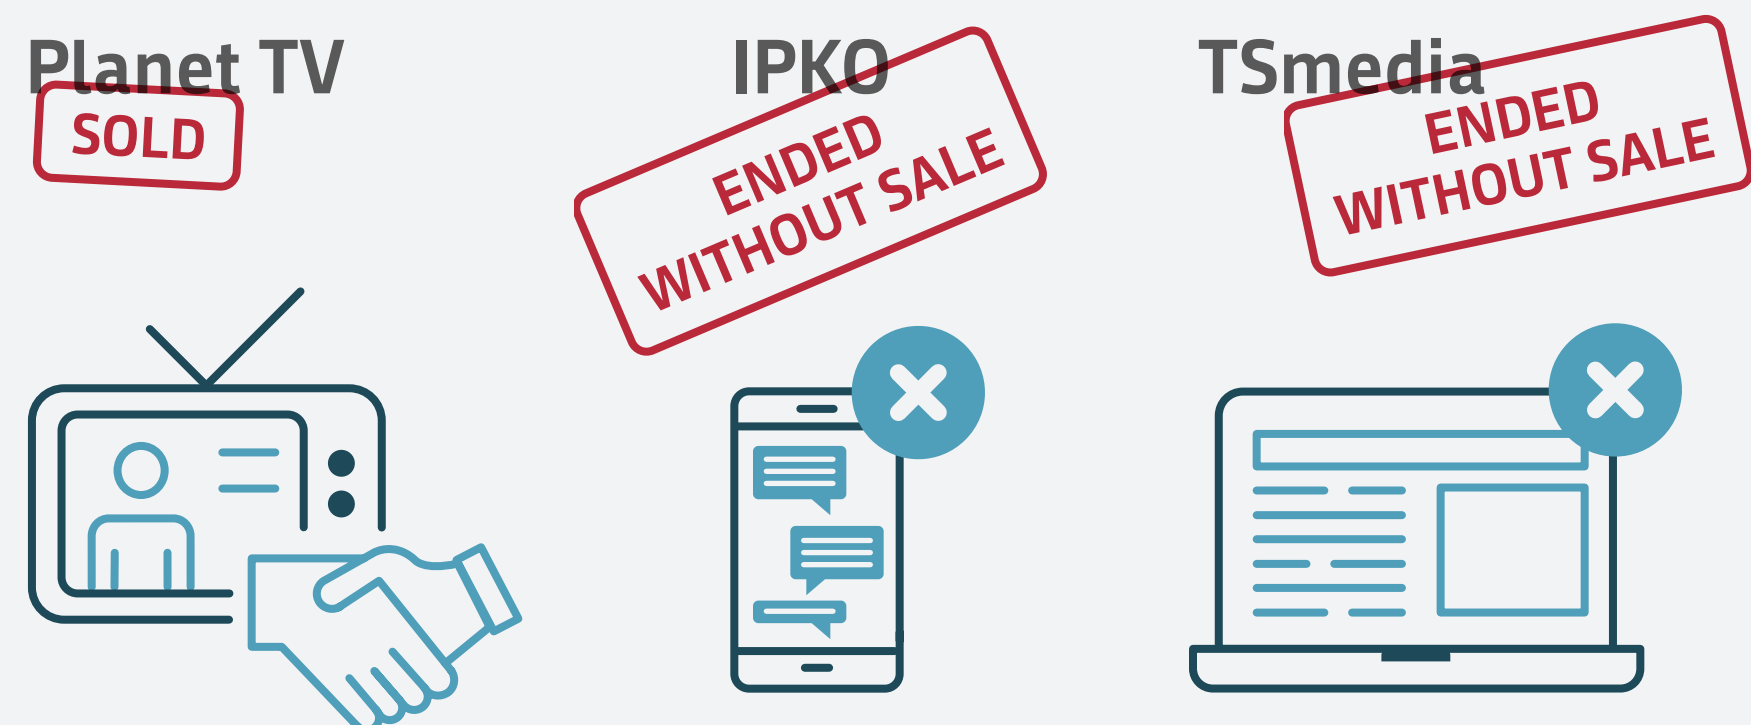 Planet TV
SOLD
IPKO
ENDED
WITHOUT SALE
TSmedia
ENDED
WITHOUT SALE